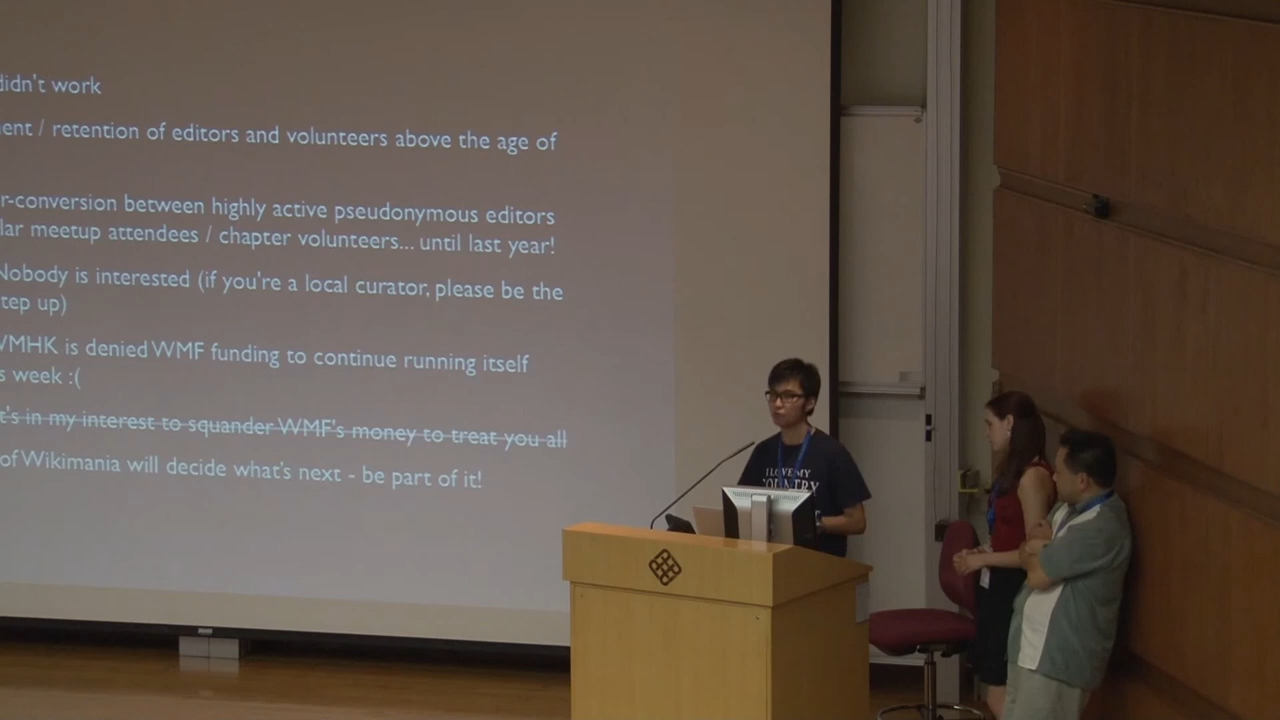 didn't work
ent / retention of editors and volunteers above the age of
r-conversion between highly active pseudonymous editors
lar meetup attendees / chapter volunteers... until last year!
Nobody is interested (if you're a local curator, please be the
tep up)
WMHK is denied WMF funding to continue running itself
s week :(
t's in my interest to squander WMF's money to treat you all
of Wikimania will decide what's next - be part of it!
I LOVE MY
COUNTRY